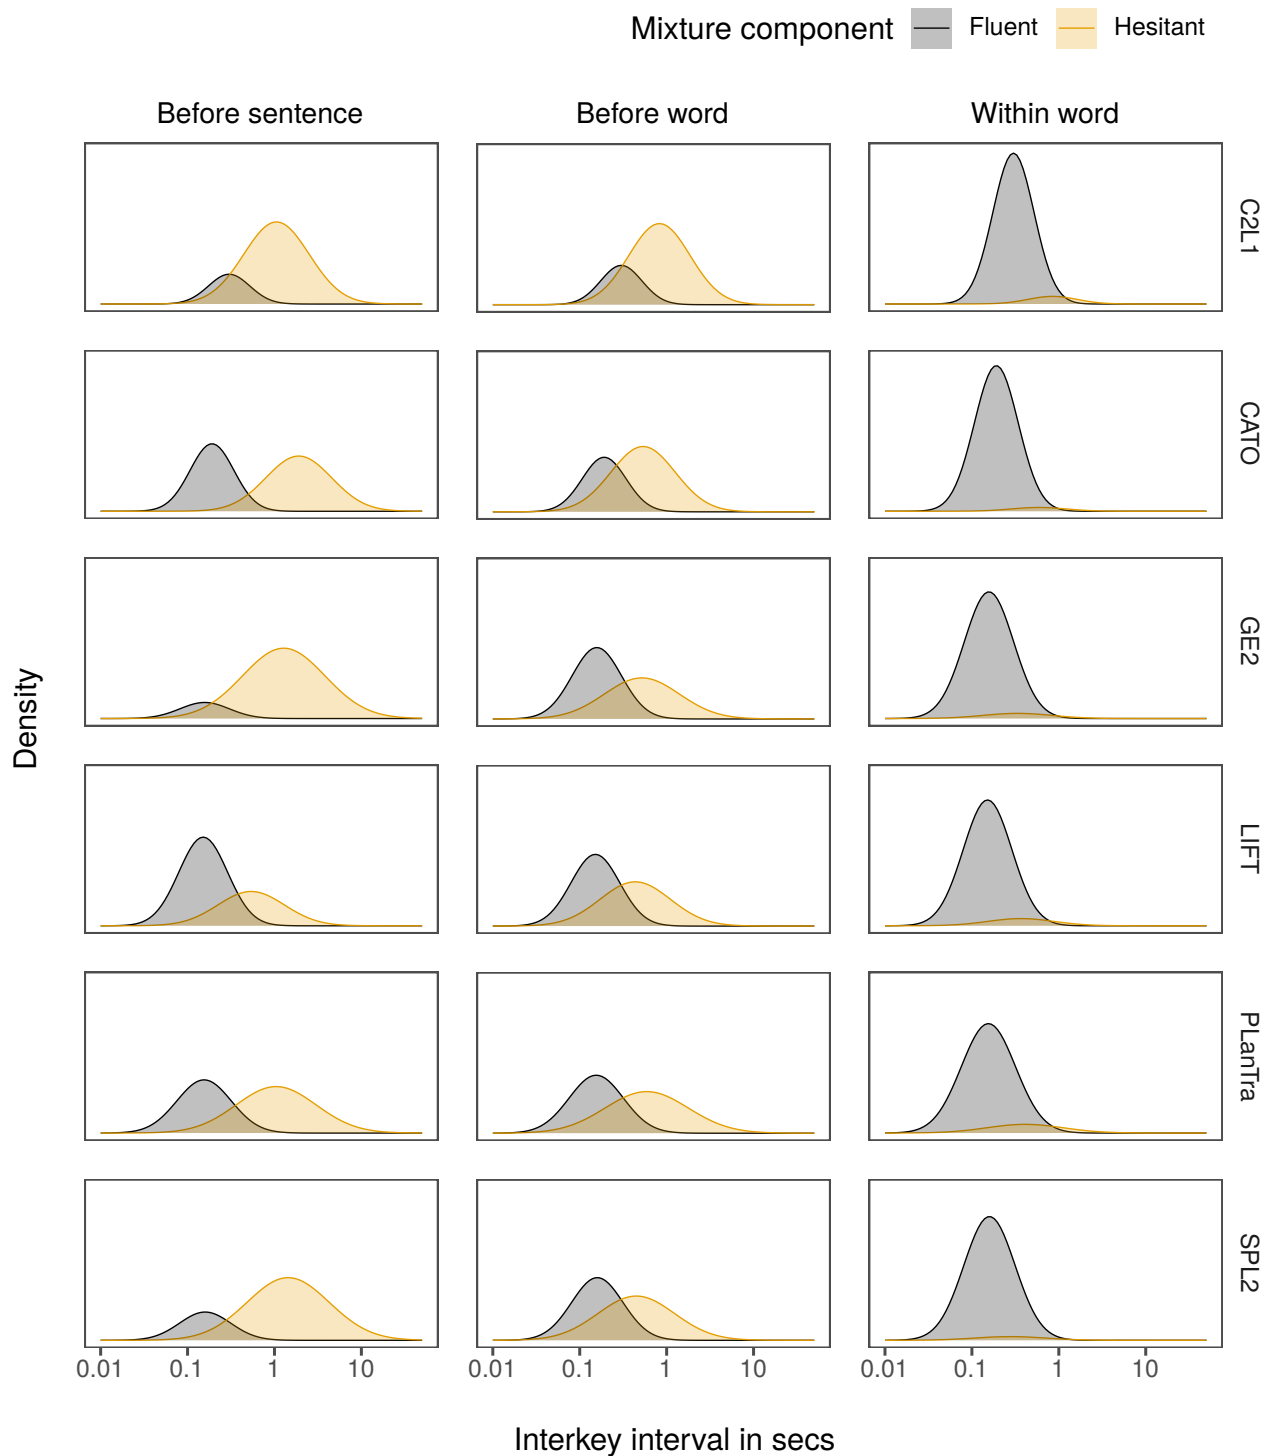 Mixture component Fluent Hesitant
Before sentence Before word Within word
C2L1
CATO
GE2
LIFT
PLanTra
SPL2
Density
0.01 0.1 1 10 0.01 0.1 1 10 0.01 0.1 1 10
Interkey interval in secs